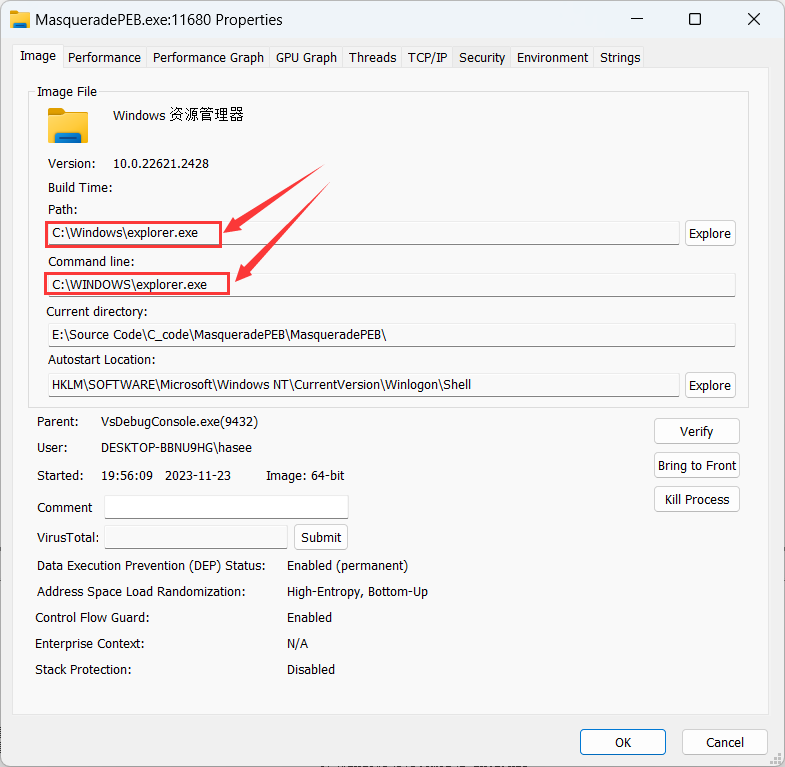 MasqueradePEB.exe:11680 Properties
Image Performance Performance Graph GPU Graph Threads TCP/IP Security Environment Strings
Image File
Windows 资源管理器
Version: 10.0.22621.2428
Build Time:
Path:
C:\Windows\explorer.exe Explore
Command line:
C:\WINDOWS\explorer.exe
Current directory:
E:\Source Code\C_code\MasqueradePEB\MasqueradePEB\
Autostart Location:
HKLM\SOFTWARE\Microsoft\Windows NT\CurrentVersion\Winlogon\Shell Explore
Parent: VsDebugConsole.exe(9432) Verify
User: DESKTOP-BBNU9HG\hasee Bring to Front
Started: 19:56:09 2023-11-23 Image: 64-bit Kill Process
Comment
VirusTotal: Submit
Data Execution Prevention (DEP) Status: Enabled (permanent)
Address Space Load Randomization: High-Entropy, Bottom-Up
Control Flow Guard: Enabled
Enterprise Context: N/A
Stack Protection: Disabled
OK Cancel